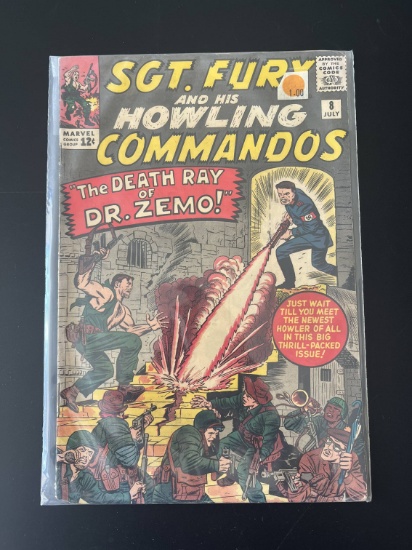 SGT. FURY
AND HIS
HOWLING
COMMANDOS
1.00
APPROVED
BY THE
COMICS
CODE
AUTHORITY
8
JULY
MARVEL
COMICS
GROUP
12¢
"The DEATH RAY
OF
DR. ZEMO!"
JUST WAIT
TILL YOU MEET
THE NEWEST
HOWLER OF ALL
IN THIS BIG
THRILL-PACKED
ISSUE!